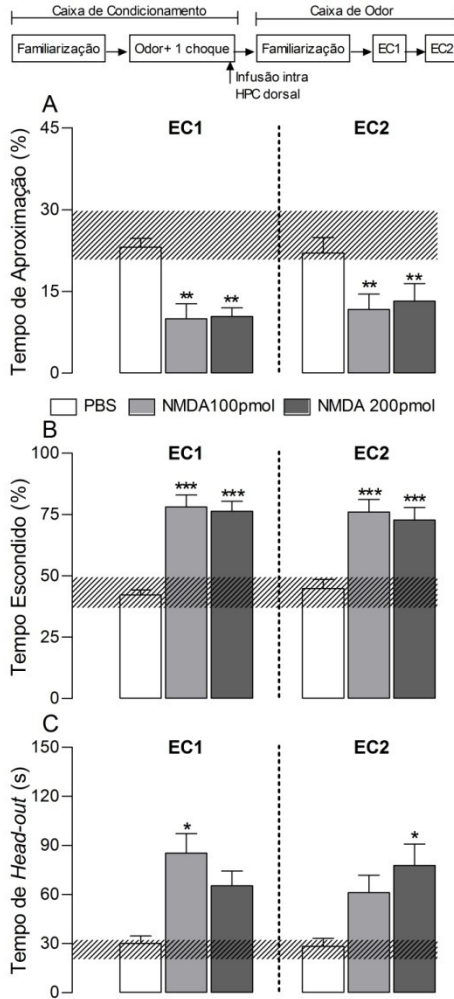 Caixa de Condicionamento Caixa de Odor
Familiarização Odor+ 1 choque Familiarização EC1 EC2
Infusão intra
HPC dorsal
A
EC1 EC2
Tempo de Aproximação (%)
45
30
15
0
** ** ** **
PBS NMDA100pmol NMDA 200pmol
B
EC1 EC2
Tempo Escondido (%)
100
75
50
25
0
*** *** *** ***
C
EC1 EC2
Tempo de Head-out (s)
150
120
90
60
30
0
* *